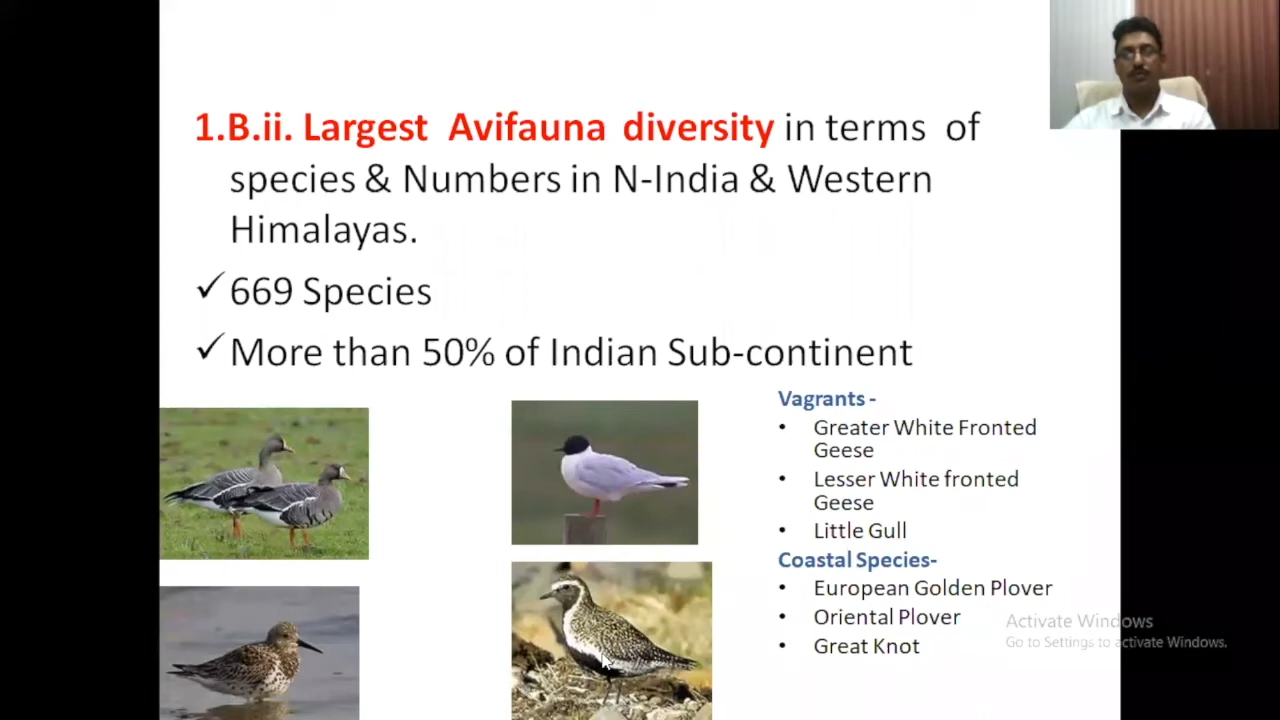 1.B.ii. Largest Avifauna diversity in terms of
species & Numbers in N-India & Western
Himalayas.
✓ 669 Species
✓ More than 50% of Indian Sub-continent
Vagrants -
• Greater White Fronted
Geese
• Lesser White fronted
Geese
• Little Gull
Coastal Species-
• European Golden Plover
• Oriental Plover
• Great Knot
Activate Windows
Go to Settings to activate Windows.